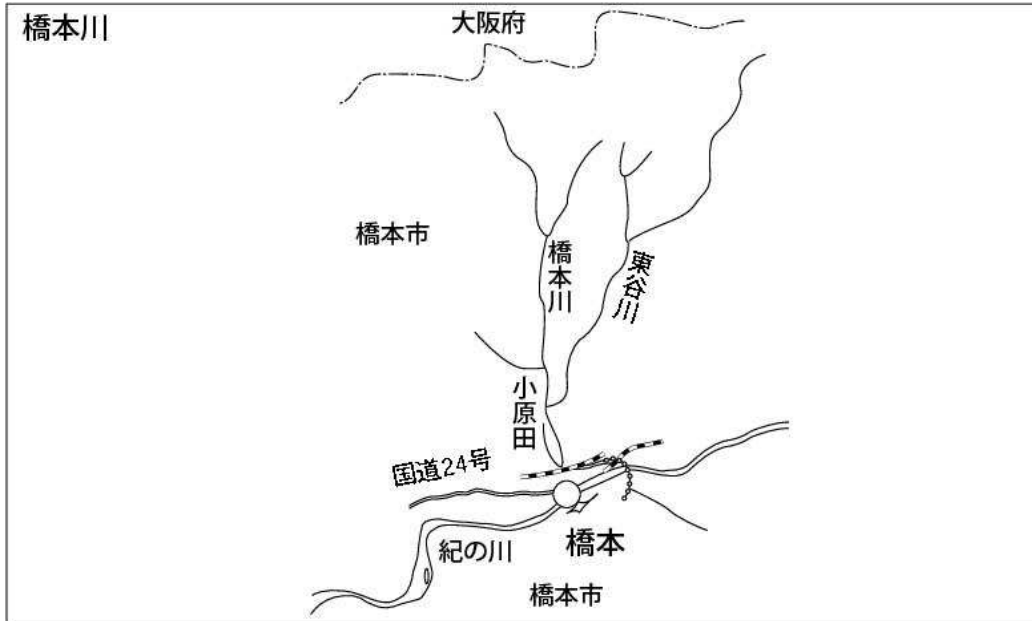 橋本川
大阪府
橋本市
橋本川
東谷川
小原田
国道24号
紀の川
橋本
橋本市